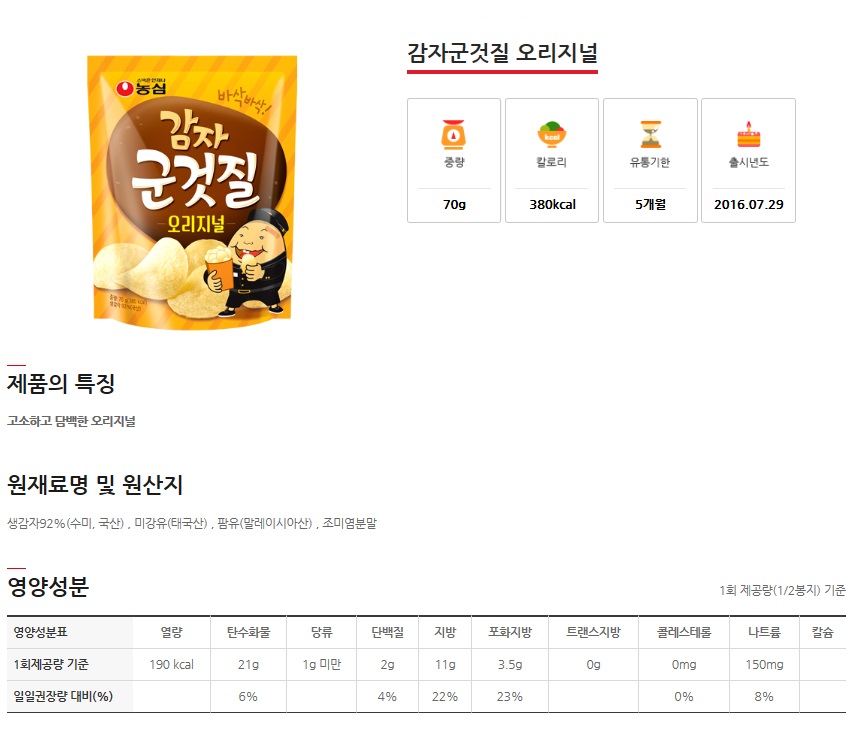 감자군것질 오리지널
스낵은 언제나
농심
바삭바삭!
감자
군것질
오리지널
중량
칼로리
유통기한
출시년도
kcal
70g
380kcal
5개월
2016.07.29
제품의 특징
고소하고 담백한 오리지널
원재료명 및 원산지
생감자92%(수미, 국산) , 미강유(태국산) , 팜유(말레이시아산) , 조미염분말
영양성분
1회 제공량(1/2봉지) 기준
영양성분표 열량 탄수화물 당류 단백질 지방 포화지방 트랜스지방 콜레스테롤 나트륨 칼슘
1회제공량 기준 190 kcal 21g 1g 미만 2g 11g 3.5g 0g 0mg 150mg
일일권장량 대비(%) 6% 4% 22% 23% 0% 8%